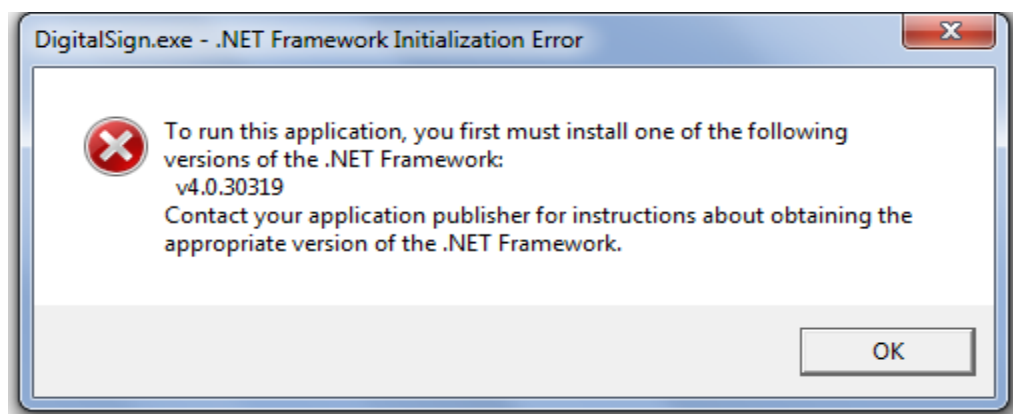 DigitalSign.exe - .NET Framework Initialization Error
To run this application, you first must install one of the following
versions of the .NET Framework:
v4.0.30319
Contact your application publisher for instructions about obtaining the
appropriate version of the .NET Framework.
OK